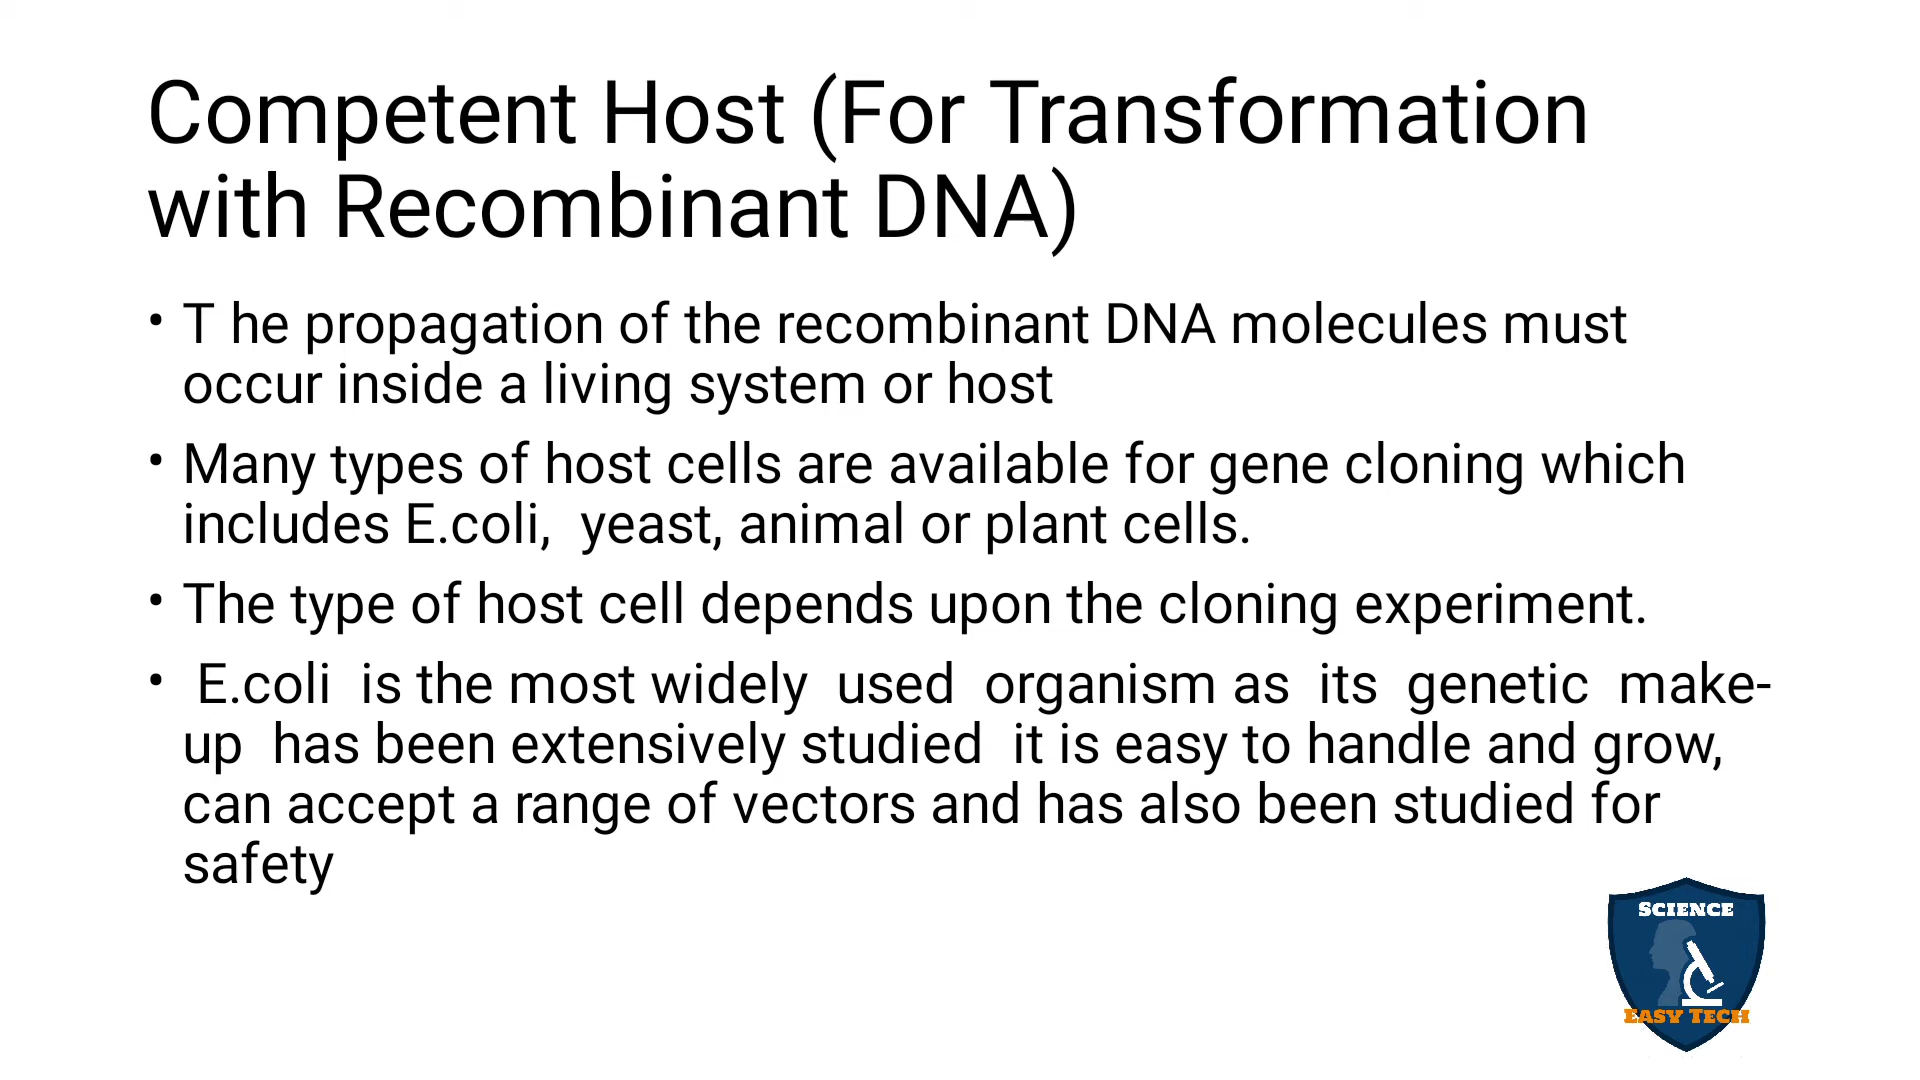 Competent Host (For Transformation
with Recombinant DNA)
• T he propagation of the recombinant DNA molecules must
occur inside a living system or host
• Many types of host cells are available for gene cloning which
includes E.coli,  yeast, animal or plant cells.
• The type of host cell depends upon the cloning experiment.
•  E.coli  is the most widely  used  organism as  its  genetic  make-
up  has been extensively studied  it is easy to handle and grow,
can accept a range of vectors and has also been studied for
safety
SCIENCE
EASY TECH